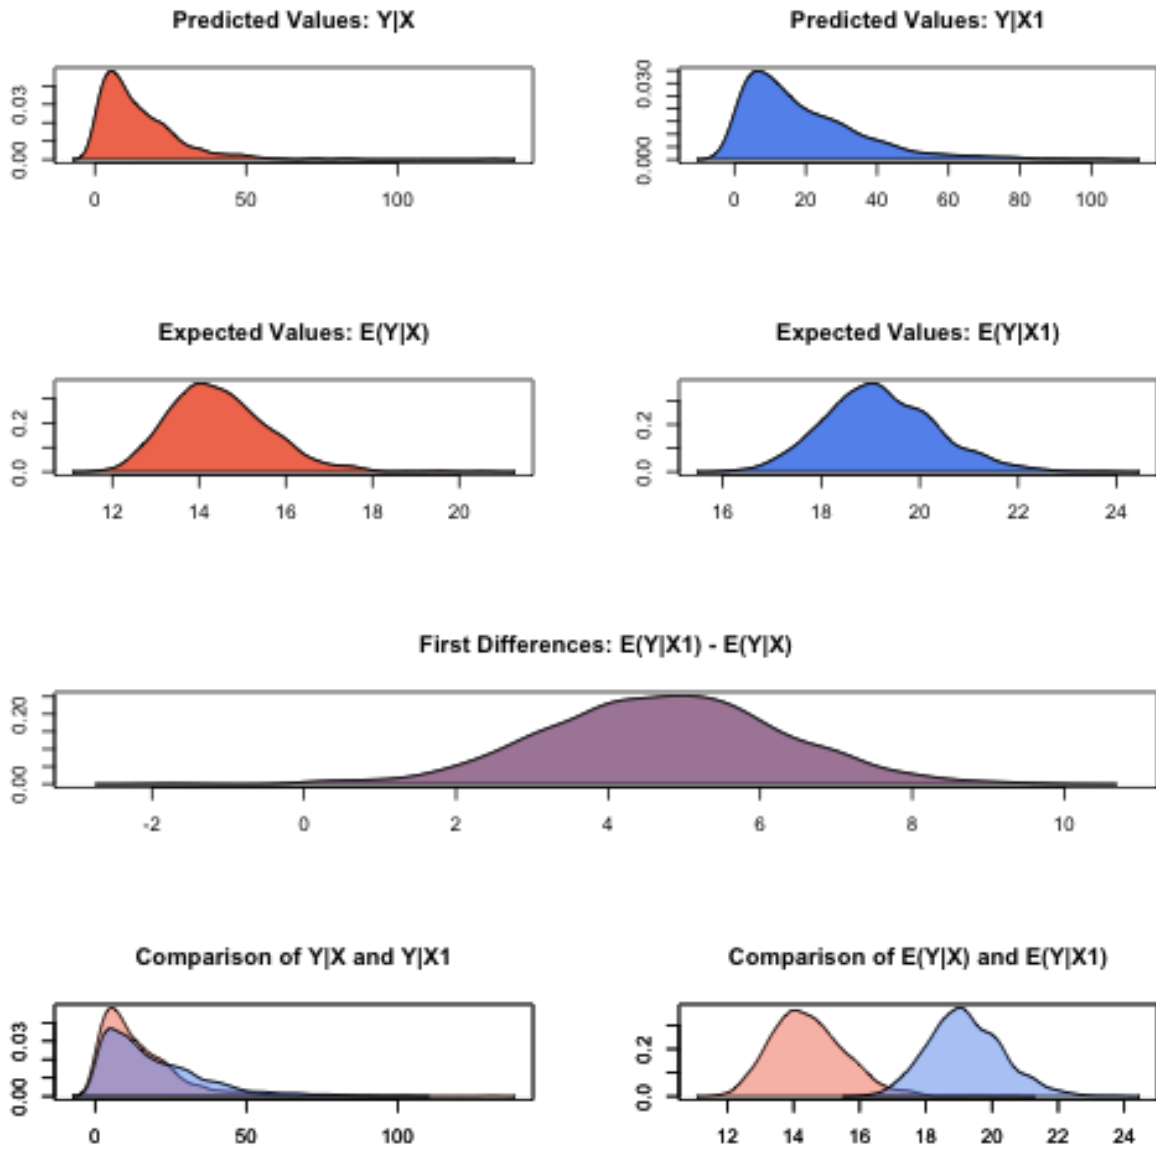 Predicted Values: Y|X
0.00 0.03
0 50 100
Predicted Values: Y|X1
0.000 0.030
0 20 40 60 80 100
Expected Values: E(Y|X)
0.0 0.2
12 14 16 18 20
Expected Values: E(Y|X1)
0.0 0.2
16 18 20 22 24
First Differences: E(Y|X1) - E(Y|X)
0.00 0.20
-2 0 2 4 6 8 10
Comparison of Y|X and Y|X1
0.00 0.03
0 50 100
Comparison of E(Y|X) and E(Y|X1)
0.0 0.2
12 14 16 18 20 22 24